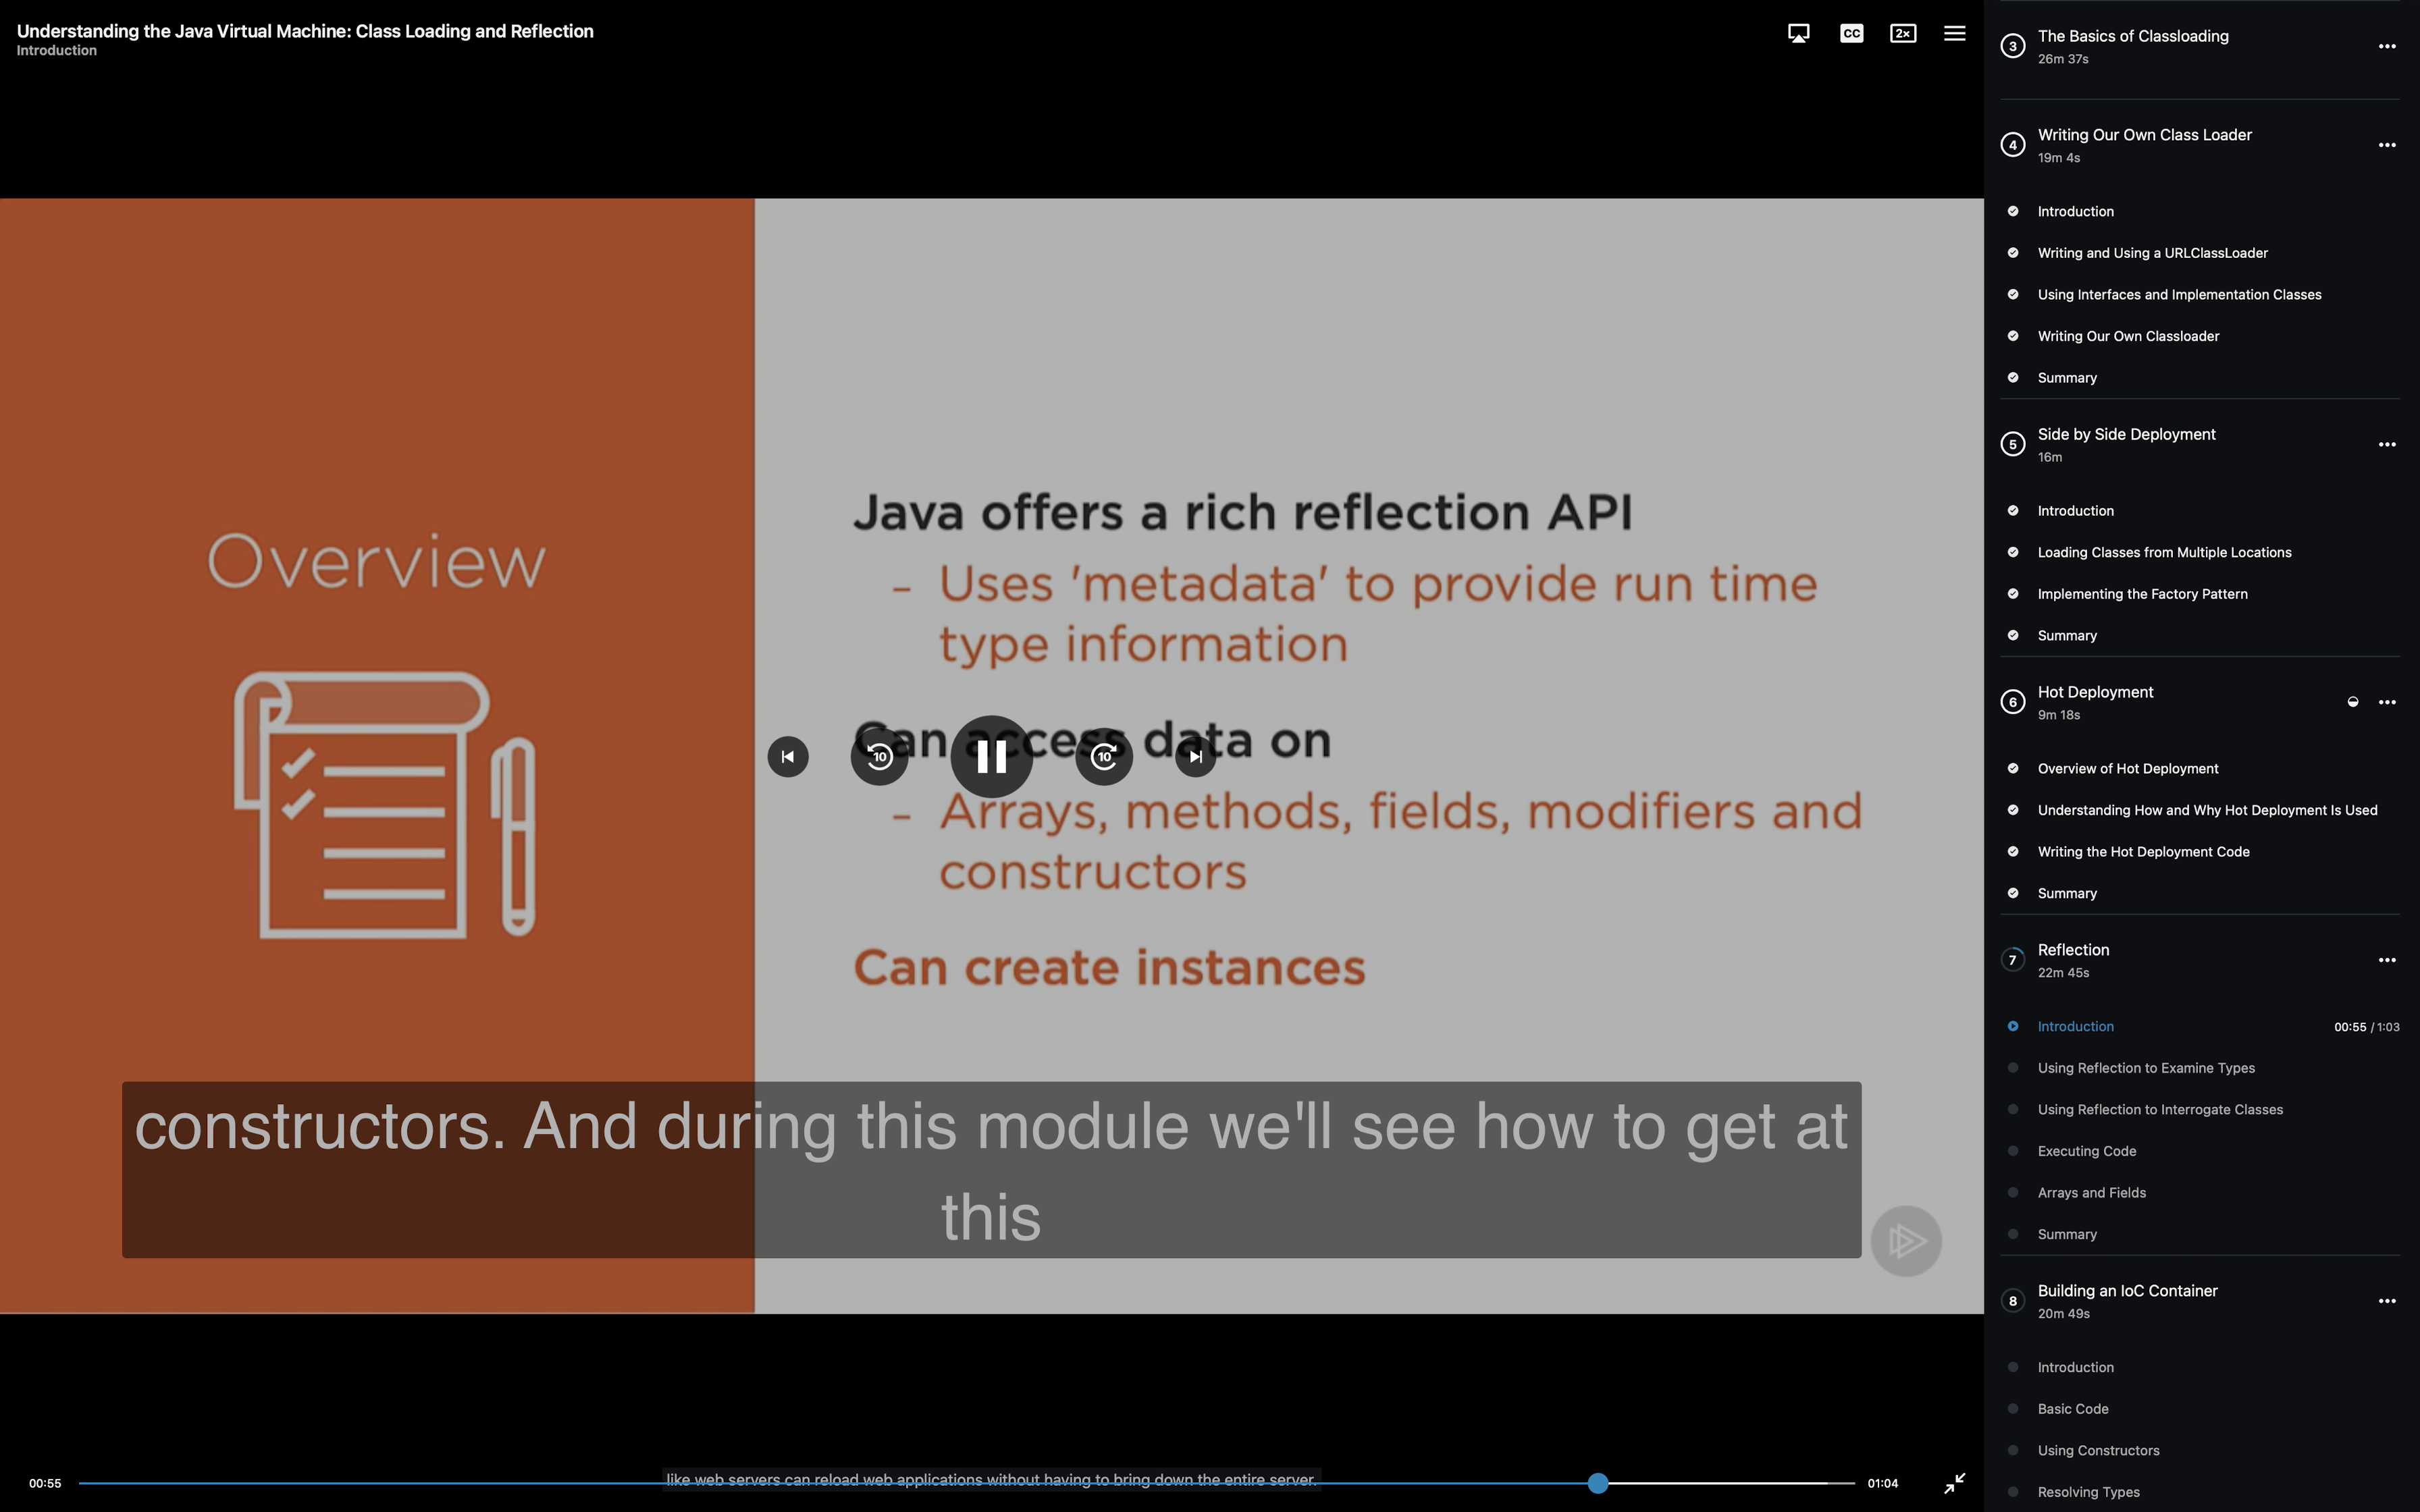 Understanding the Java Virtual Machine: Class Loading and Reflection
Introduction
CC
2x
Overview
Java offers a rich reflection API
- Uses 'metadata' to provide run time
type information
Can access data on
- Arrays, methods, fields, modifiers and
constructors
Can create instances
10
10
constructors. And during this module we'll see how to get at
this
00:55
like web servers can reload web applications without having to bring down the entire server.
01:04
3
The Basics of Classloading
26m 37s
4
Writing Our Own Class Loader
19m 4s
Introduction
Writing and Using a URLClassLoader
Using Interfaces and Implementation Classes
Writing Our Own Classloader
Summary
5
Side by Side Deployment
16m
Introduction
Loading Classes from Multiple Locations
Implementing the Factory Pattern
Summary
6
Hot Deployment
9m 18s
Overview of Hot Deployment
Understanding How and Why Hot Deployment Is Used
Writing the Hot Deployment Code
Summary
7
Reflection
22m 45s
Introduction 00:55 / 1:03
Using Reflection to Examine Types
Using Reflection to Interrogate Classes
Executing Code
Arrays and Fields
Summary
8
Building an IoC Container
20m 49s
Introduction
Basic Code
Using Constructors
Resolving Types